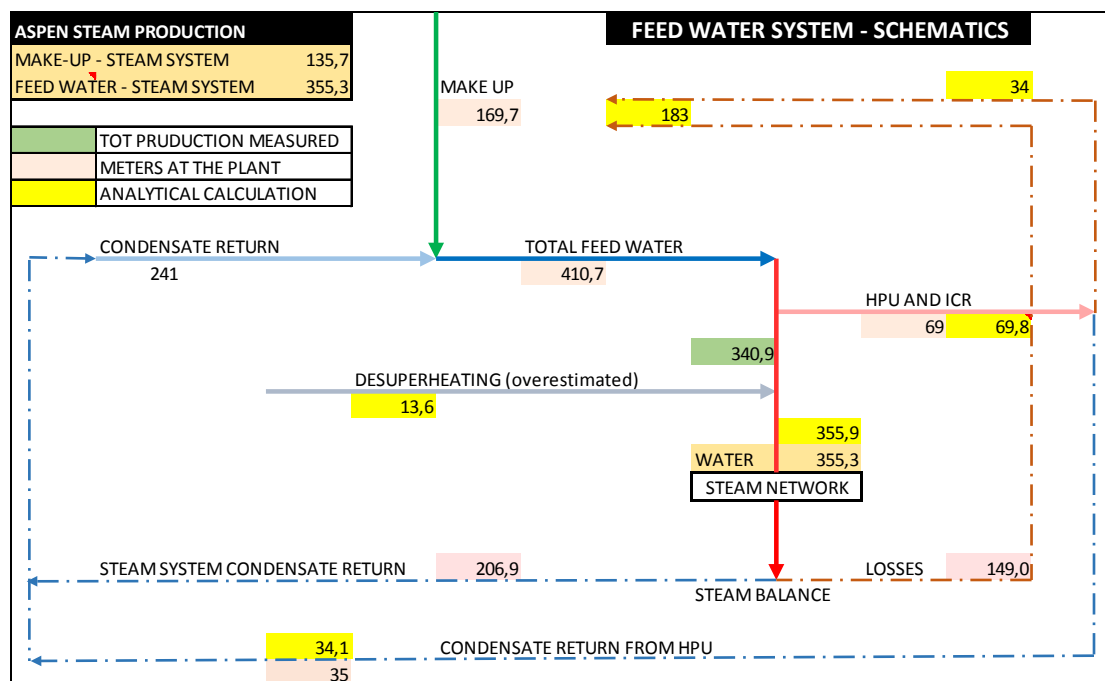 ASPEN STEAM PRODUCTION
MAKE-UP - STEAM SYSTEM 135,7
FEED WATER - STEAM SYSTEM 355,3
FEED WATER SYSTEM - SCHEMATICS
TOT PRUDUCTION MEASURED
METERS AT THE PLANT
ANALYTICAL CALCULATION
MAKE UP
169,7
34
183
CONDENSATE RETURN
241
TOTAL FEED WATER
410,7
HPU AND ICR
69 69,8
340,9
DESUPERHEATING (overestimated)
13,6
355,9
WATER 355,3
STEAM NETWORK
STEAM SYSTEM CONDENSATE RETURN 206,9
LOSSES 149,0
STEAM BALANCE
34,1 CONDENSATE RETURN FROM HPU
35